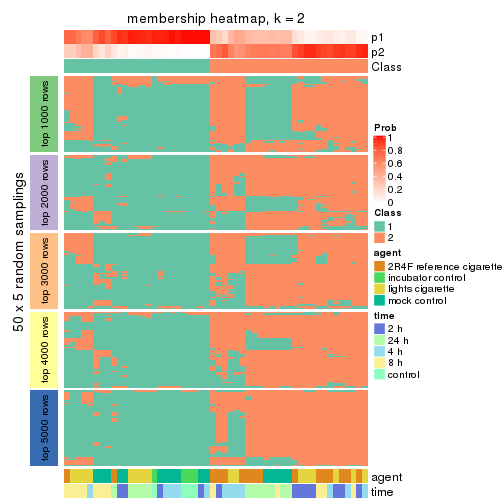 membership heatmap, k = 2
p1
p2
Class
50 x 5 random samplings
top 1000 rows
top 2000 rows
top 3000 rows
top 4000 rows
top 5000 rows
Prob
1
0.8
0.6
0.4
0.2
0
Class
1
2
agent
2R4F reference cigarette
incubator control
lights cigarette
mock control
time
2 h
24 h
4 h
8 h
control
agent
time